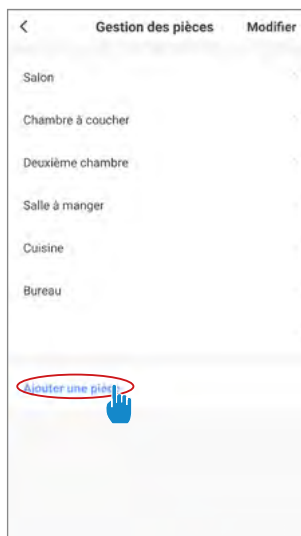 Gestion des pièces Modifier
Salon
Chambre à coucher
Deuxième chambre
Salle à manger
Cuisine
Bureau
Ajouter une pièce